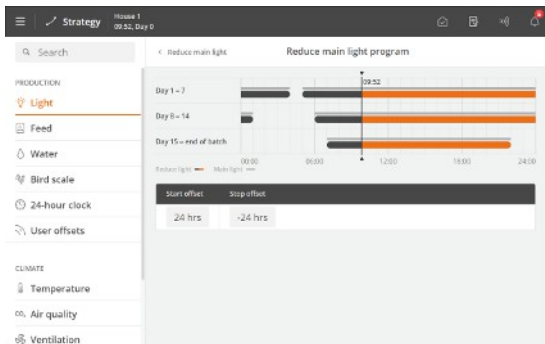 Strategy
House 1
09:52, Day 0
Search
Reduce main light
Reduce main light program
PRODUCTION
Light
Feed
Water
Bird scale
24-hour clock
User offsets
CLIMATE
Temperature
CO₂ Air quality
Ventilation
09:52
Day 1 – 7
Day 8 – 14
Day 15 – end of batch
00:00 06:00 12:00 18:00 24:00
Reduce light Main light
Start offset Stop offset
24 hrs -24 hrs